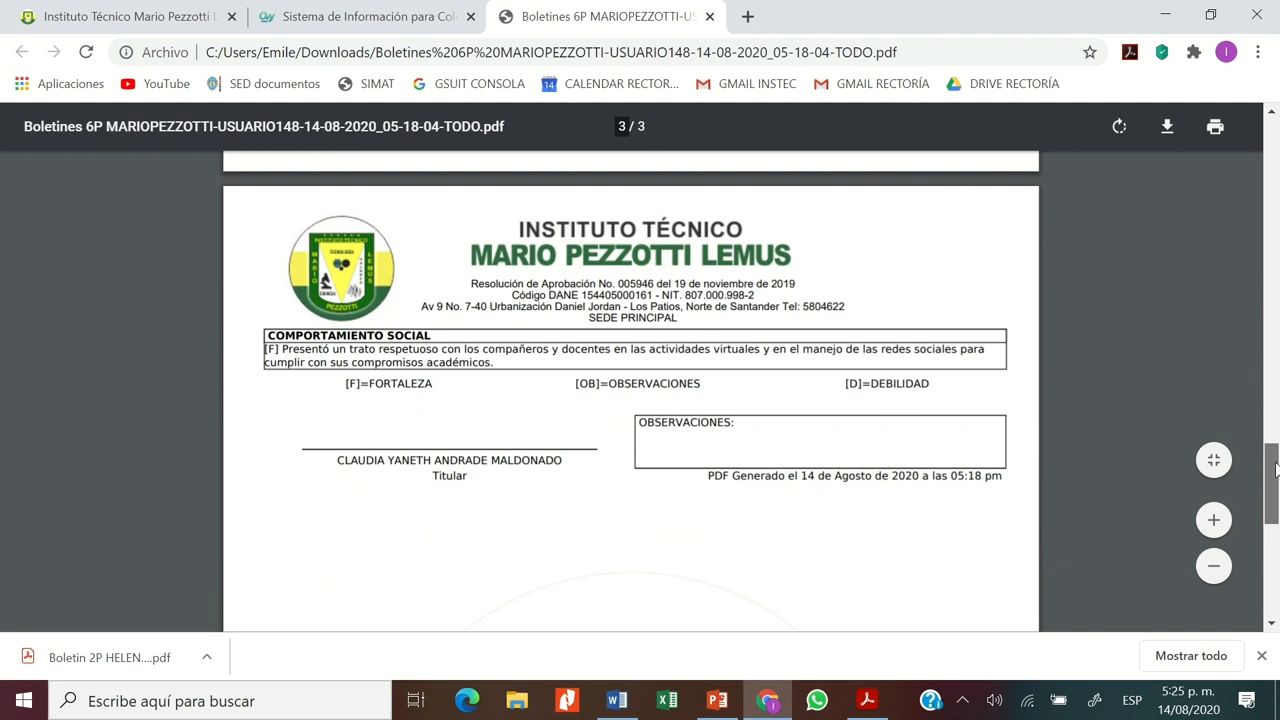 Instituto Técnico Mario Pezzotti L
Sistema de Información para Col
Boletines 6P MARIOPEZZOTTI-US
Archivo
C:/Users/Emile/Downloads/Boletines%206P%20MARIOPEZZOTTI-USUARIO148-14-08-2020_05-18-04-TODO.pdf
I
Aplicaciones
YouTube
SED documentos
SIMAT
GSUIT CONSOLA
CALENDAR RECTOR...
GMAIL INSTEC
GMAIL RECTORÍA
DRIVE RECTORÍA
Boletines 6P MARIOPEZZOTTI-USUARIO148-14-08-2020_05-18-04-TODO.pdf
3 / 3
INSTITUTO TÉCNICO
MARIO PEZZOTTI LEMUS
Resolución de Aprobación No. 005946 del 19 de noviembre de 2019
Código DANE 154405000161 - NIT. 807.000.998-2
Av 9 No. 7-40 Urbanización Daniel Jordan - Los Patios, Norte de Santander Tel: 5804622
SEDE PRINCIPAL
INSTITUTO TÉCNICO
MARIO
LEMUS
PEZZOTTI
COMPORTAMIENTO SOCIAL
[F] Presentó un trato respetuoso con los compañeros y docentes en las actividades virtuales y en el manejo de las redes sociales para
cumplir con sus compromisos académicos.
[F]=FORTALEZA
[OB]=OBSERVACIONES
[D]=DEBILIDAD
OBSERVACIONES:
CLAUDIA YANETH ANDRADE MALDONADO
Titular
PDF Generado el 14 de Agosto de 2020 a las 05:18 pm
Boletin 2P HELEN....pdf
Mostrar todo
Escribe aquí para buscar
ESP
5:25 p. m.
14/08/2020